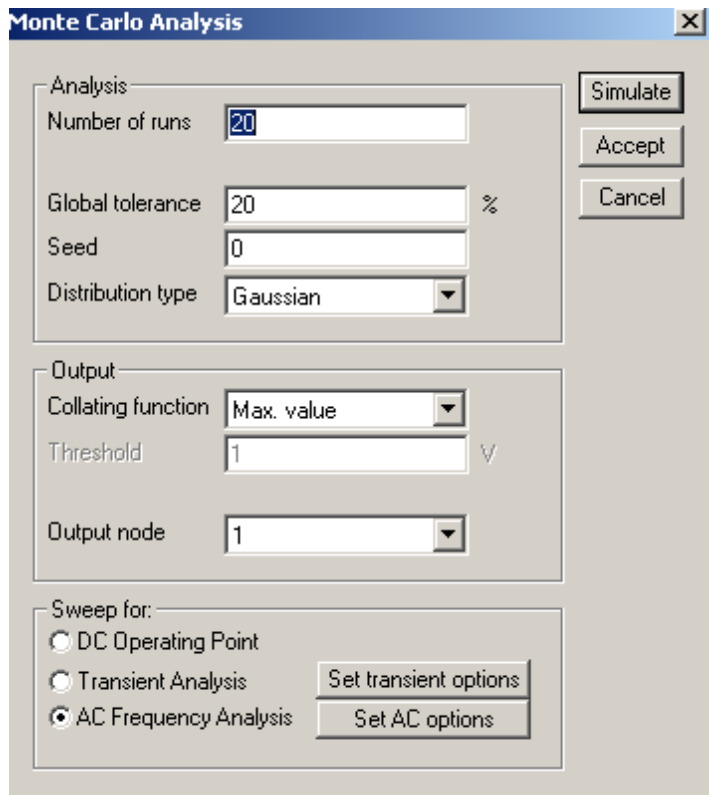 Monte Carlo Analysis
Analysis
Number of runs 20
Global tolerance 20 %
Seed 0
Distribution type Gaussian
Simulate
Accept
Cancel
Output
Collating function Max. value
Threshold 1 V
Output node 1
Sweep for:
DC Operating Point
Transient Analysis Set transient options
AC Frequency Analysis Set AC options